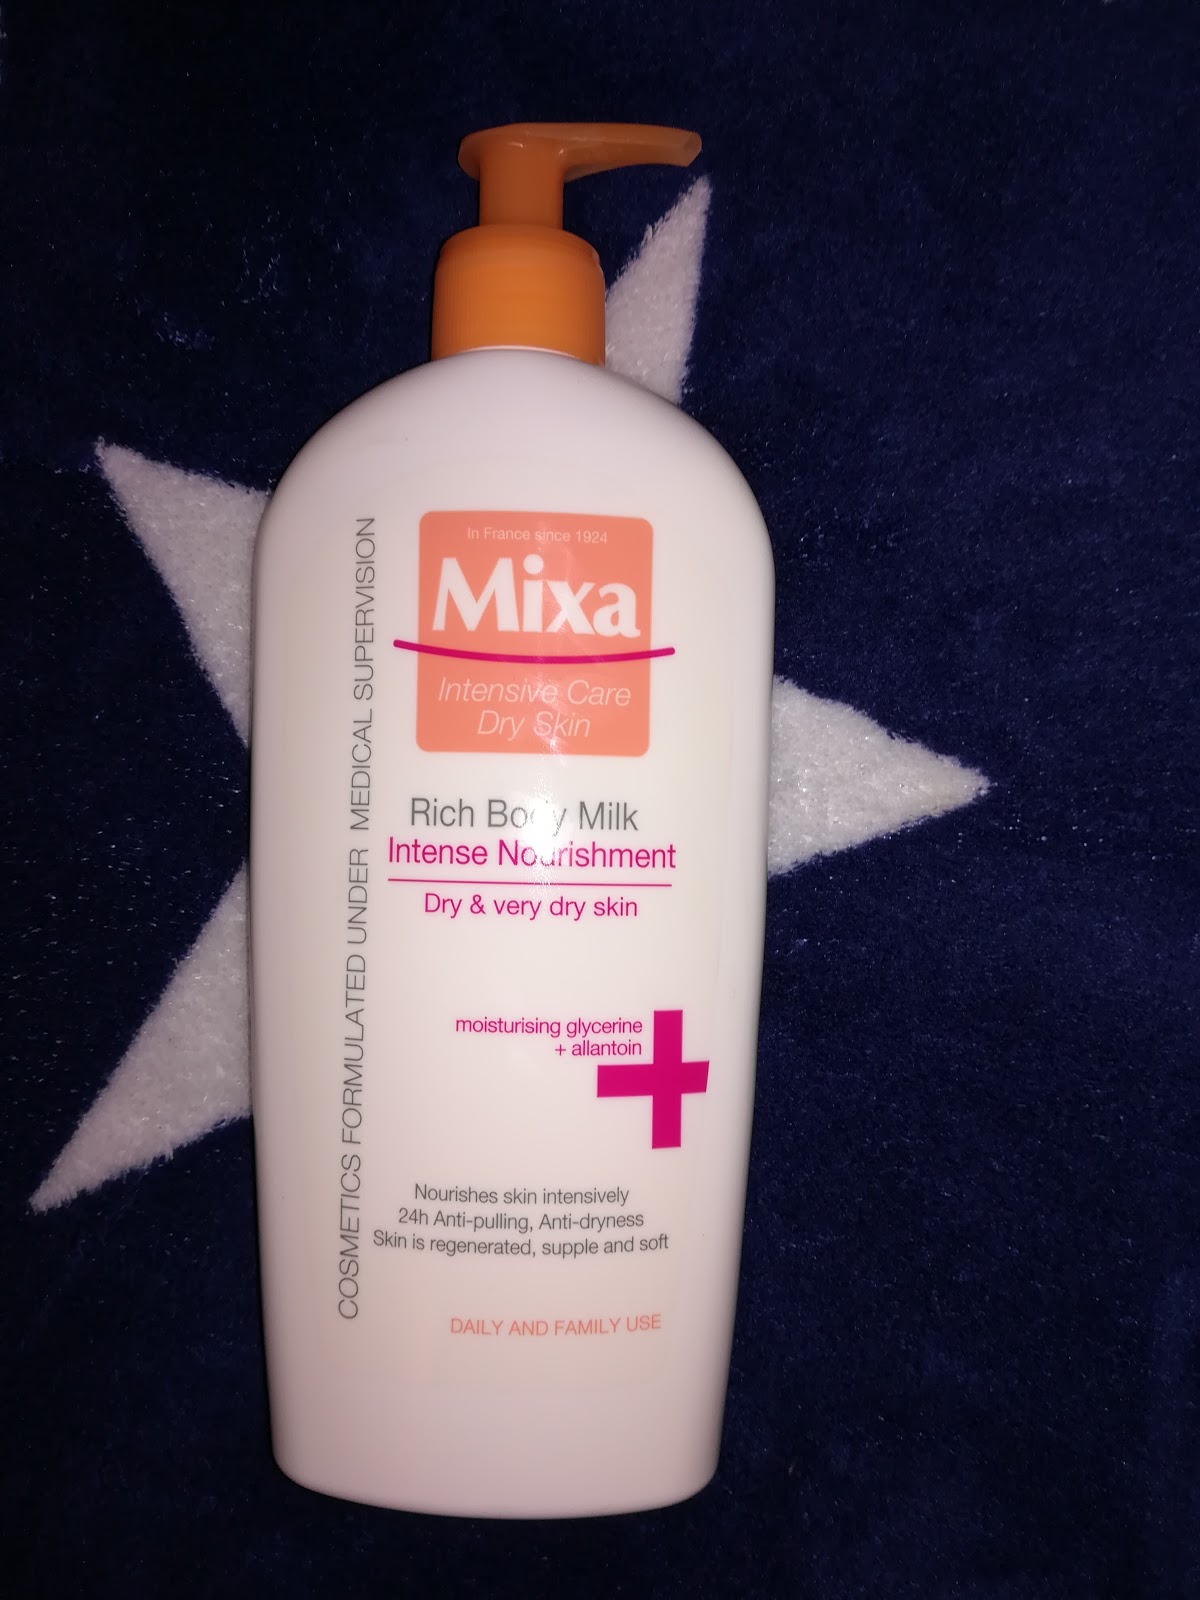 In France since 1924
Mixa
Intensive Care
Dry Skin
Rich Body Milk
Intense Nourishment
Dry & very dry skin
moisturising glycerine
+ allantoin
Nourishes skin intensively
24h Anti-pulling, Anti-dryness
Skin is regenerated, supple and soft
DAILY AND FAMILY USE
COSMETICS FORMULATED UNDER MEDICAL SUPERVISION